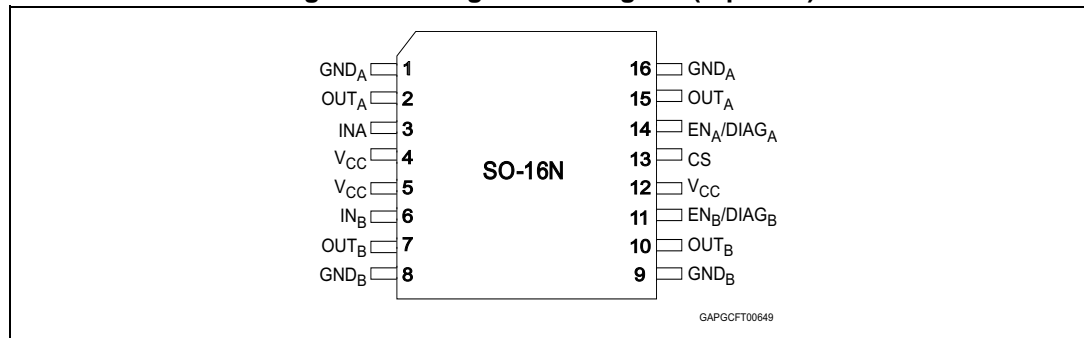 GNDA 1
OUTA 2
INA 3
VCC 4
VCC 5
INB 6
OUTB 7
GNDB 8
SO-16N
16 GNDA
15 OUTA
14 ENA/DIAGA
13 CS
12 VCC
11 ENB/DIAGB
10 OUTB
9 GNDB
GAPGCFT00649